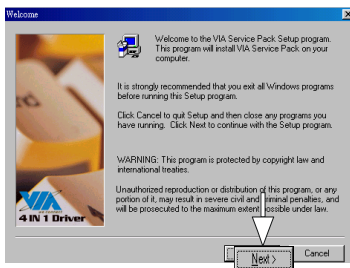 Welcome
Welcome to the VIA Service Pack Setup program.
This program will install VIA Service Pack on your
computer.
It is strongly recommended that you exit all Windows programs
before running this Setup program.
Click Cancel to quit Setup and then close any programs you
have running. Click Next to continue with the Setup program.
WARNING: This program is protected by copyright law and
international treaties.
Unauthorized reproduction or distribution of this program, or any
portion of it, may result in severe civil and criminal penalties, and
will be prosecuted to the maximum extent possible under law.
VIA
4 IN 1 Driver
Next >
Cancel